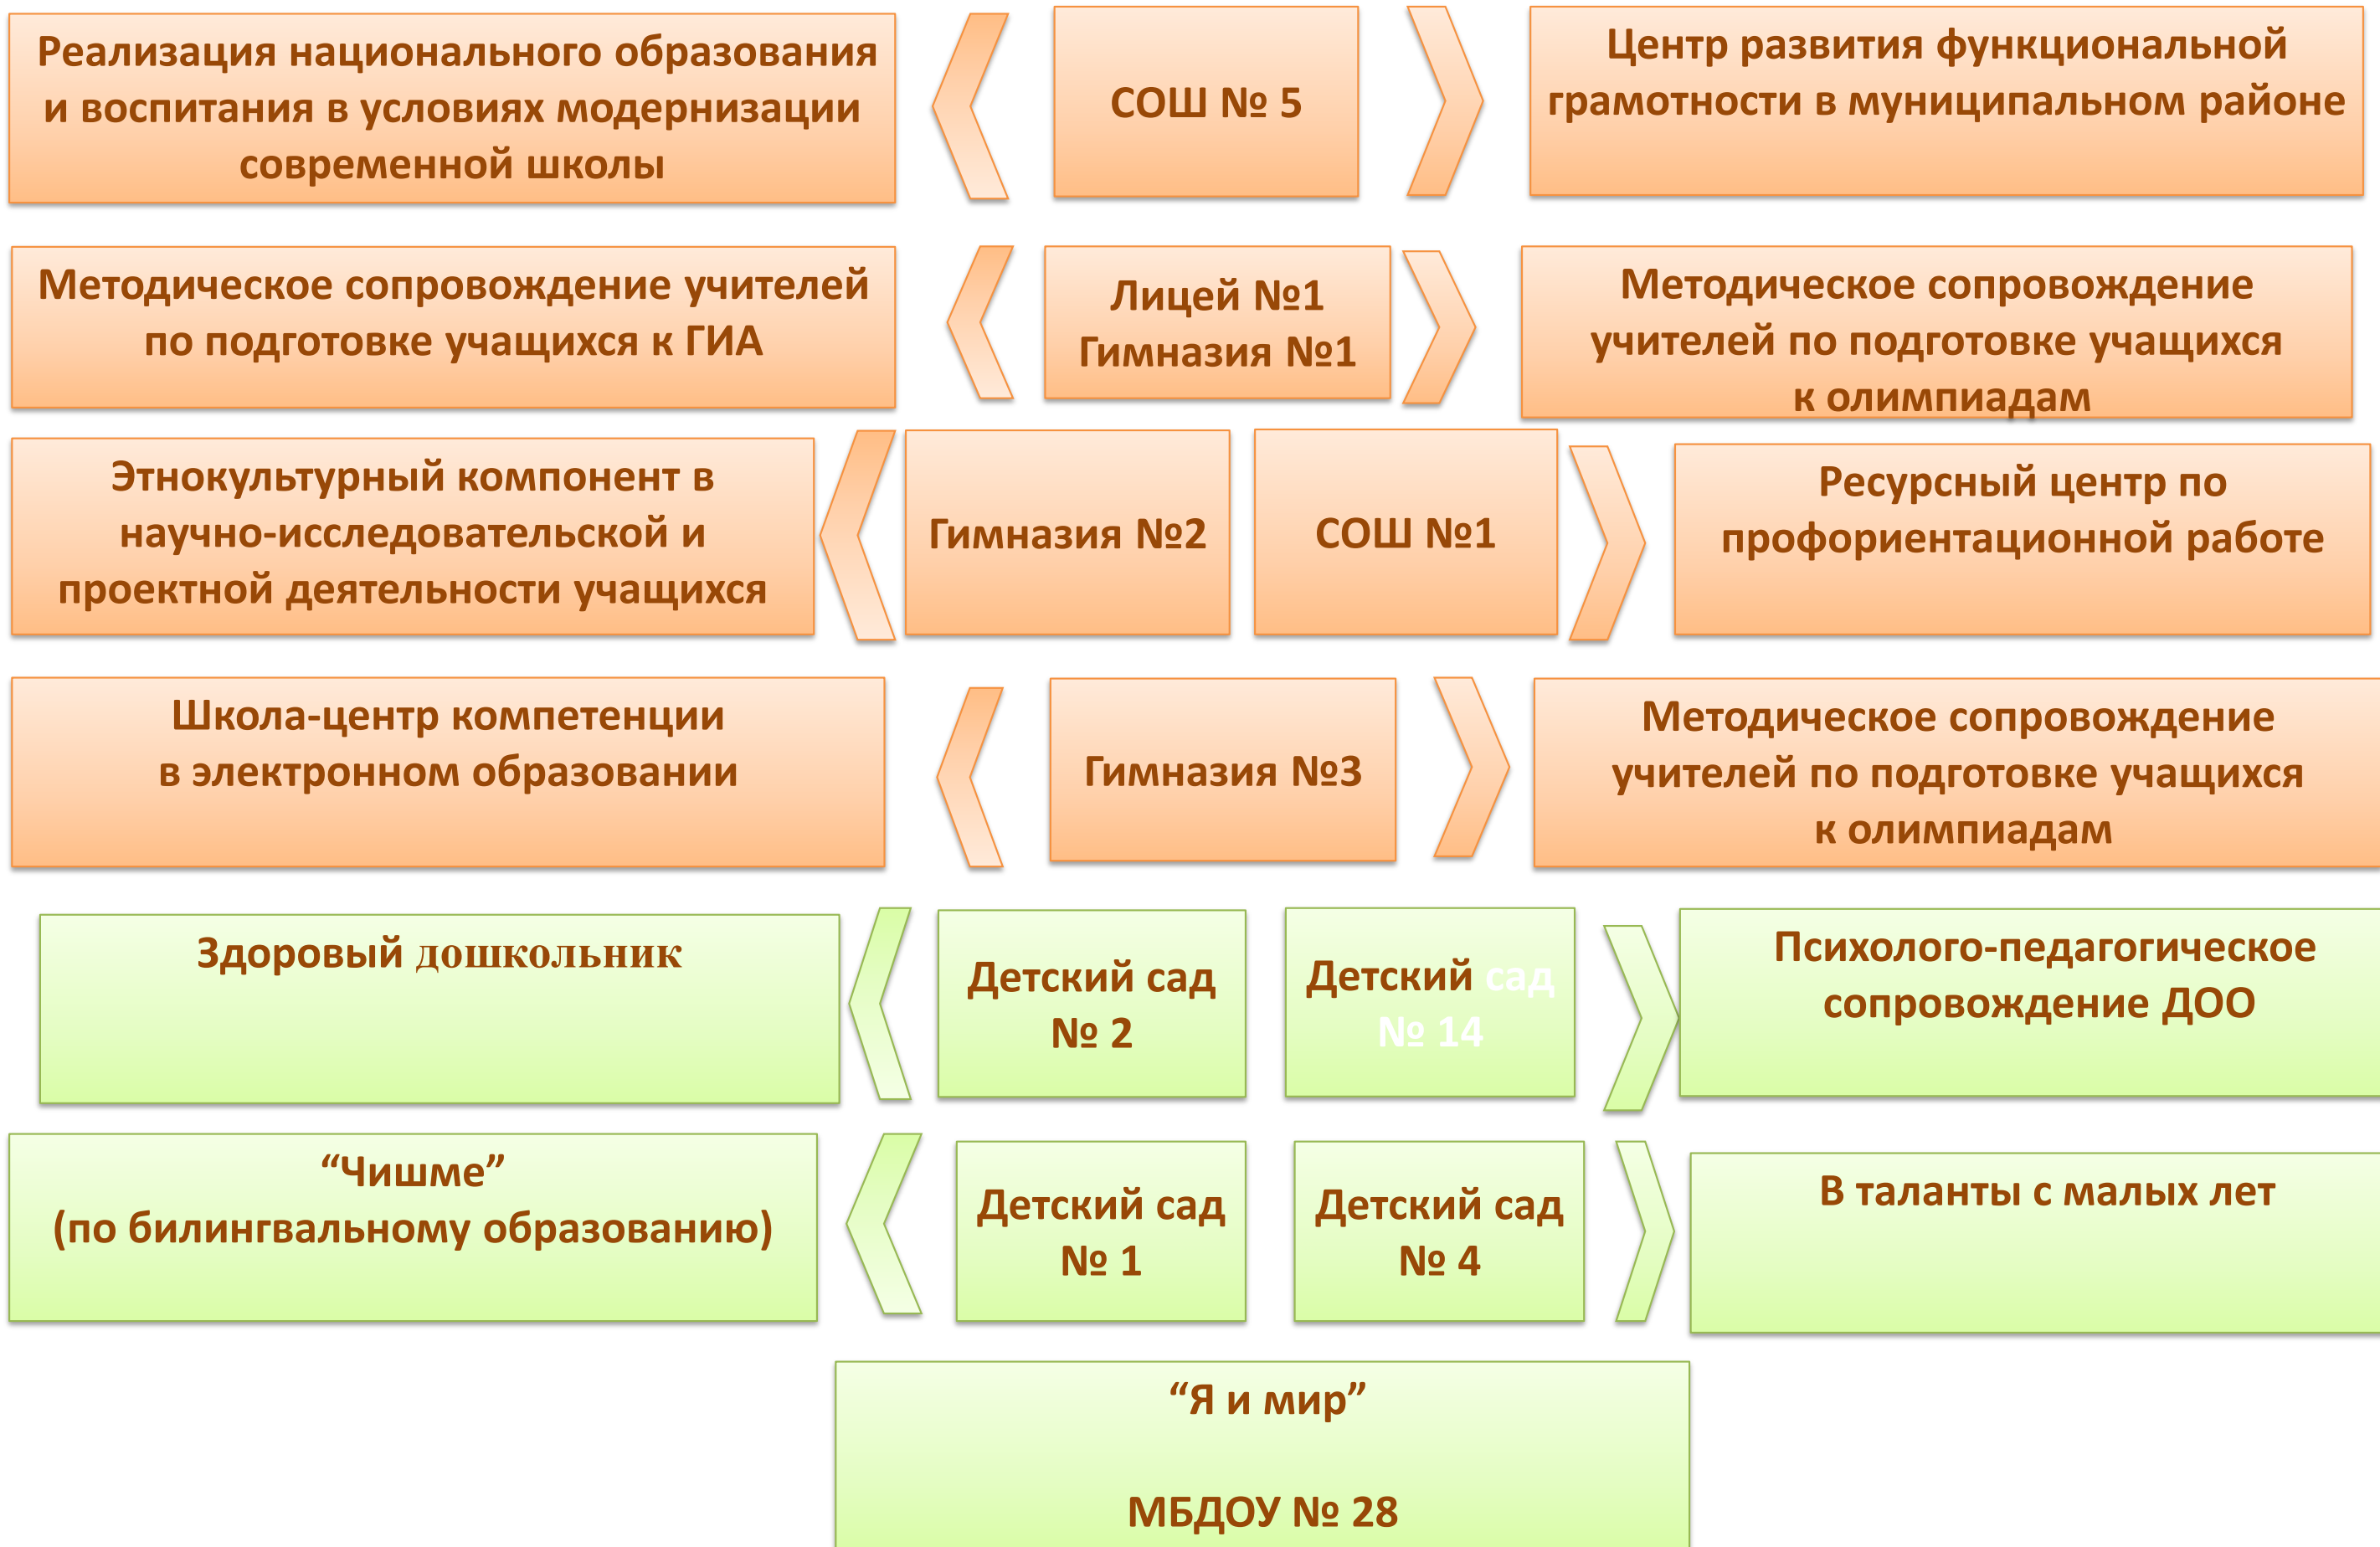 Реализация национального образования
и воспитания в условиях модернизации
современной школы
СОШ № 5
Центр развития функциональной
грамотности в муниципальном районе
Методическое сопровождение учителей
по подготовке учащихся к ГИА
Лицей №1
Гимназия №1
Методическое сопровождение
учителей по подготовке учащихся
к олимпиадам
Этнокультурный компонент в
научно-исследовательской и
проектной деятельности учащихся
Гимназия №2
СОШ №1
Ресурсный центр по
профориентационной работе
Школа-центр компетенции
в электронном образовании
Гимназия №3
Методическое сопровождение
учителей по подготовке учащихся
к олимпиадам
Здоровый дошкольник
Детский сад
№ 2
Детский сад
№ 14
Психолого-педагогическое
сопровождение ДОО
“Чишме”
(по билингвальному образованию)
Детский сад
№ 1
Детский сад
№ 4
В таланты с малых лет
“Я и мир”
МБДОУ № 28